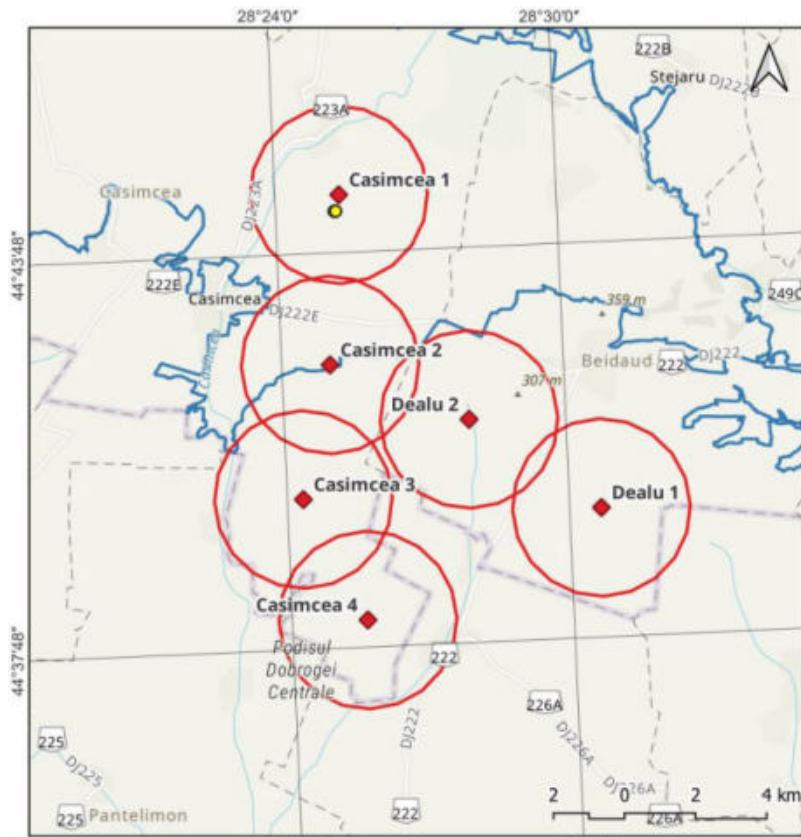 28°24'0" 28°30'0"
222B
Stejaru
DJ222B
223A
Casimcea 1
Casimcea
DJ223A
44°43'48"
222E
249C
Casimcea
DJ222E
359 m
Casimcea
Casimcea 2
Beidaud
222
DJ222
307 m
Dealu 2
Casimcea 3
Dealu 1
Casimcea 4
Podisul
Dobrogei
Centrale
222
44°37'48"
226A
225
DJ222
DJ226A
DJ225
DJ226A
2 0 2 4 km
225
Pantelimon
222
226A